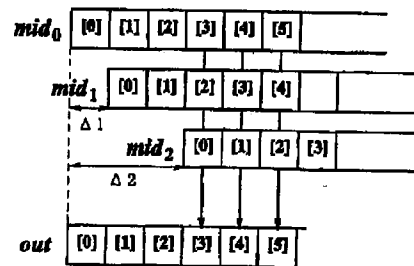 mid0 [0] [1] [2] [3] [4] [5]
mid1 [0] [1] [2] [3] [4]
Δ 1
mid2 [0] [1] [2] [3]
Δ 2
out [0] [1] [2] [3] [4] [5]